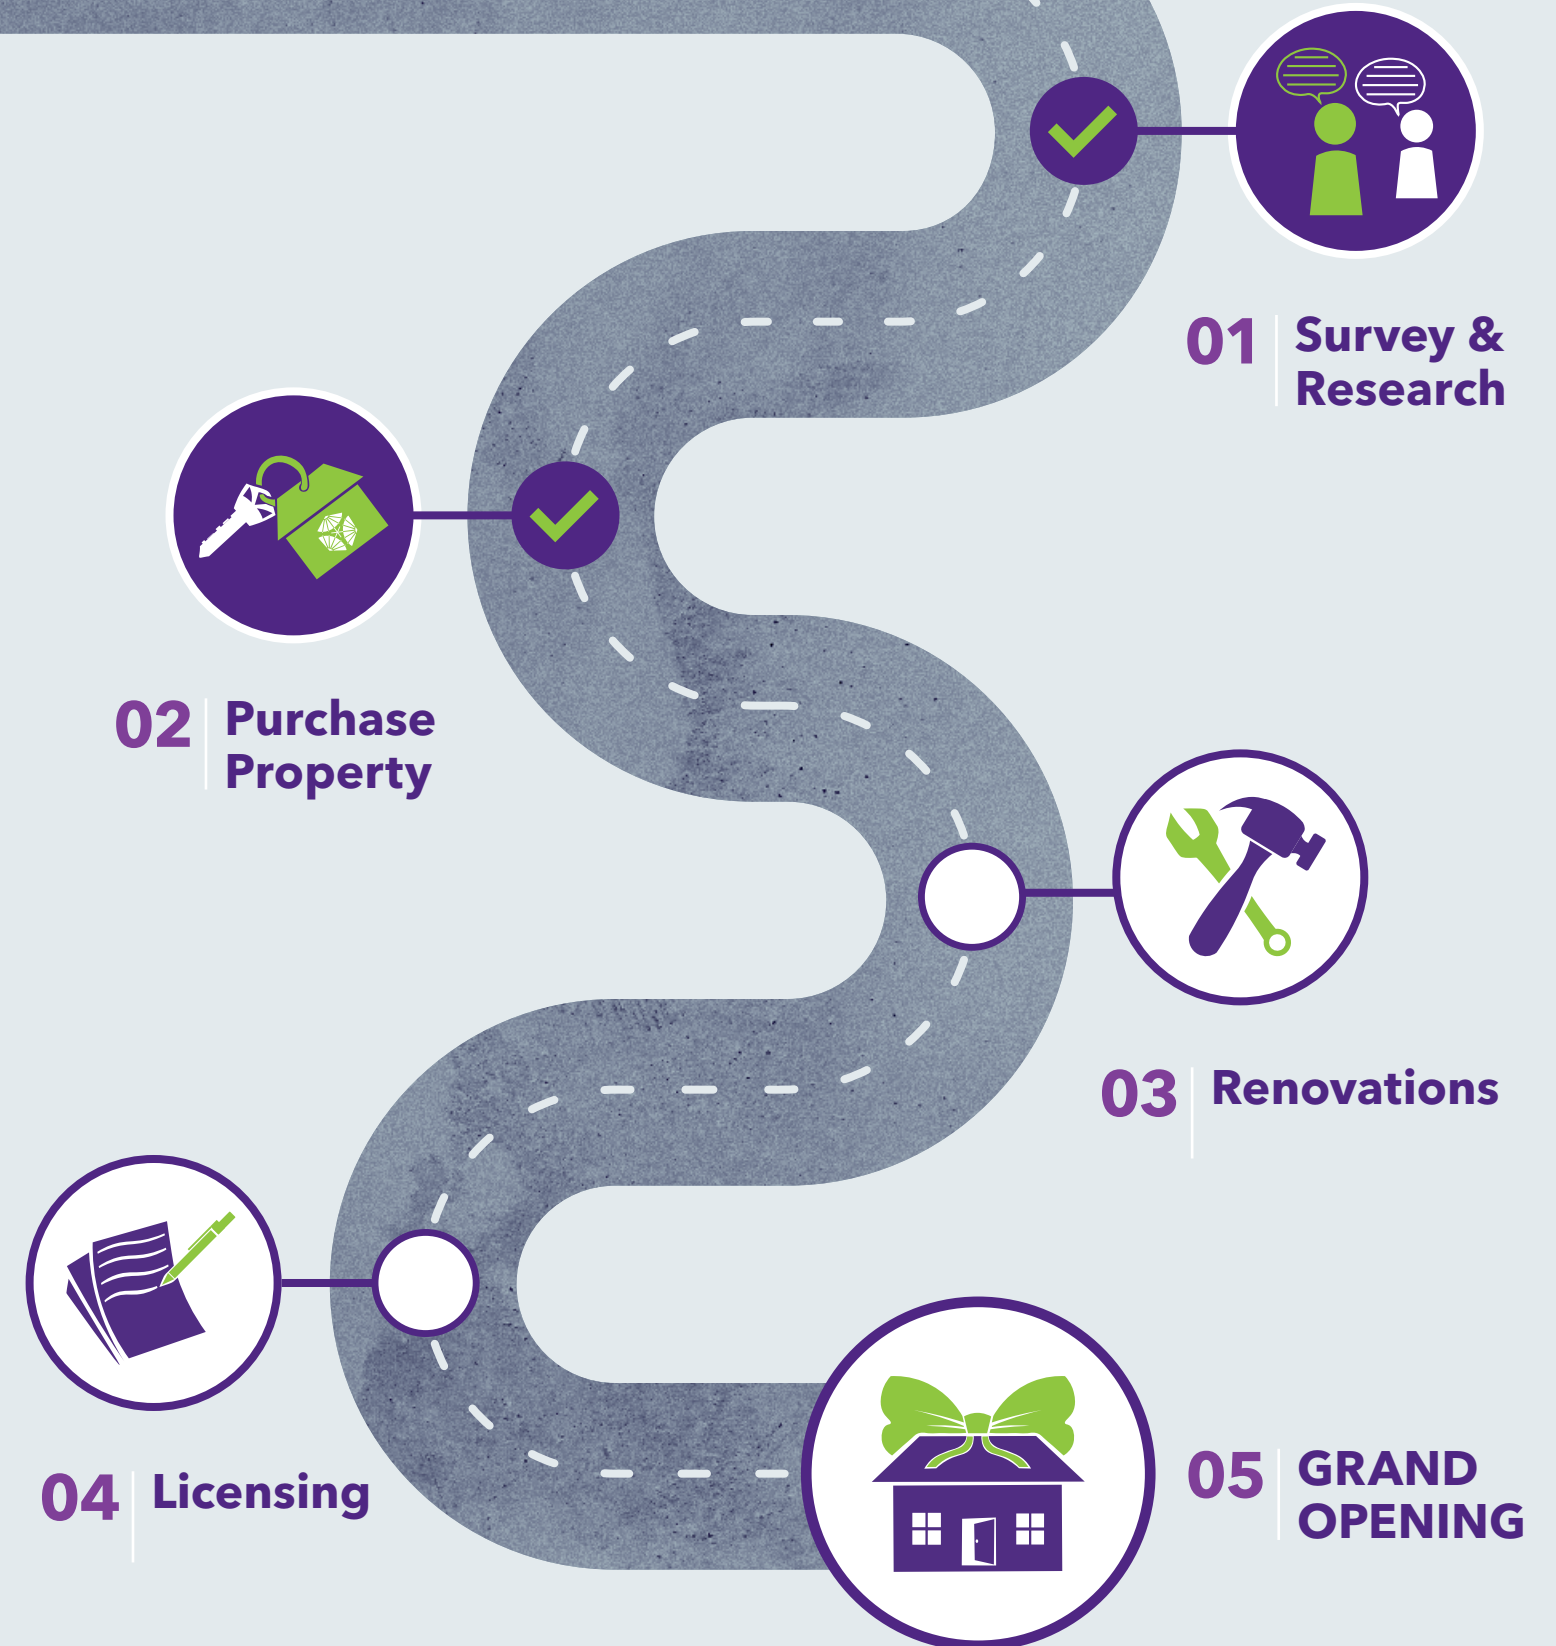 01 Survey &
Research
02 Purchase
Property
03 Renovations
04 Licensing
05 GRAND
OPENING